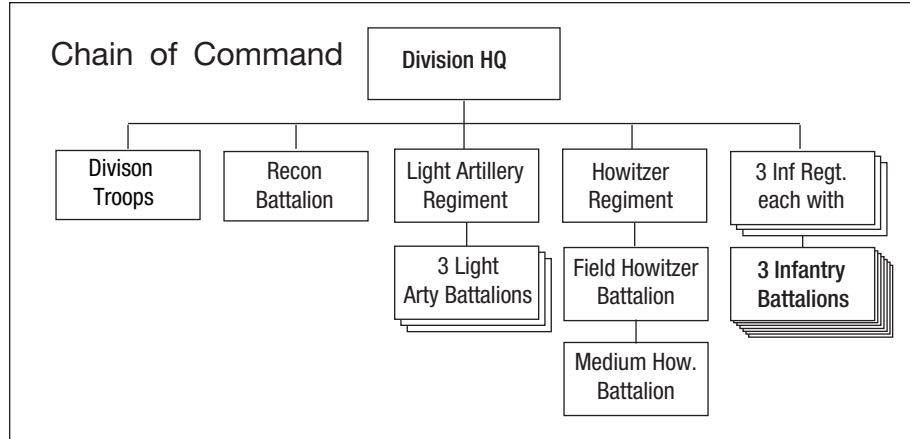 Chain of Command
Division HQ
Divison
Troops
Recon
Battalion
Light Artillery
Regiment
Howitzer
Regiment
3 Inf Regt.
each with
3 Light
Arty Battalions
Field Howitzer
Battalion
3 Infantry
Battalions
Medium How.
Battalion